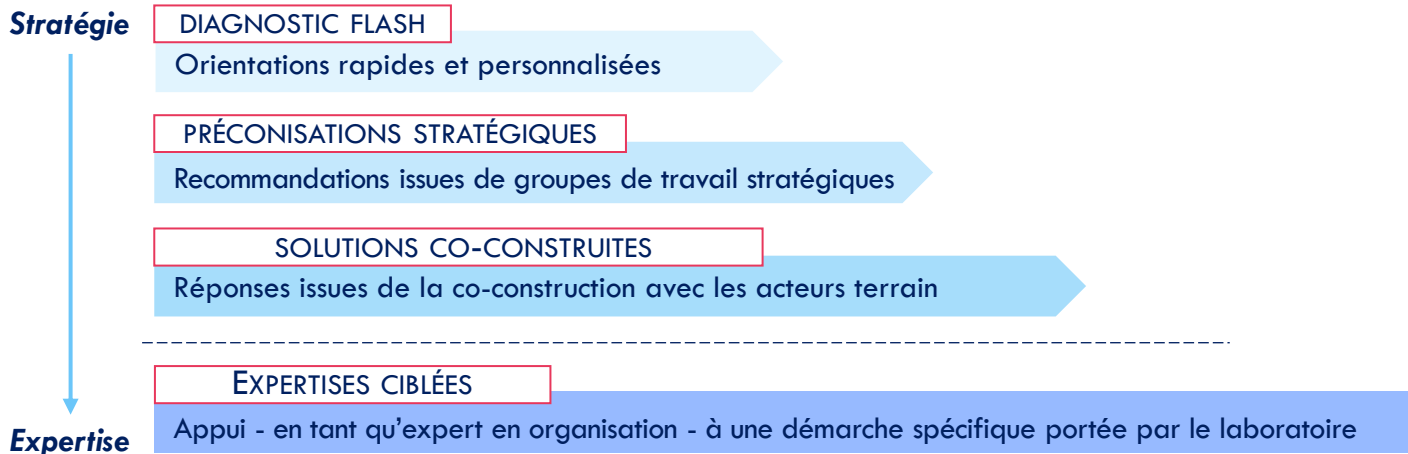 Stratégie
DIAGNOSTIC FLASH
Orientations rapides et personnalisées
PRÉCONISATIONS STRATÉGIQUES
Recommandations issues de groupes de travail stratégiques
SOLUTIONS CO-CONSTRUITES
Réponses issues de la co-construction avec les acteurs terrain
EXPERTISES CIBLÉES
Appui - en tant qu'expert en organisation - à une démarche spécifique portée par le laboratoire
Expertise